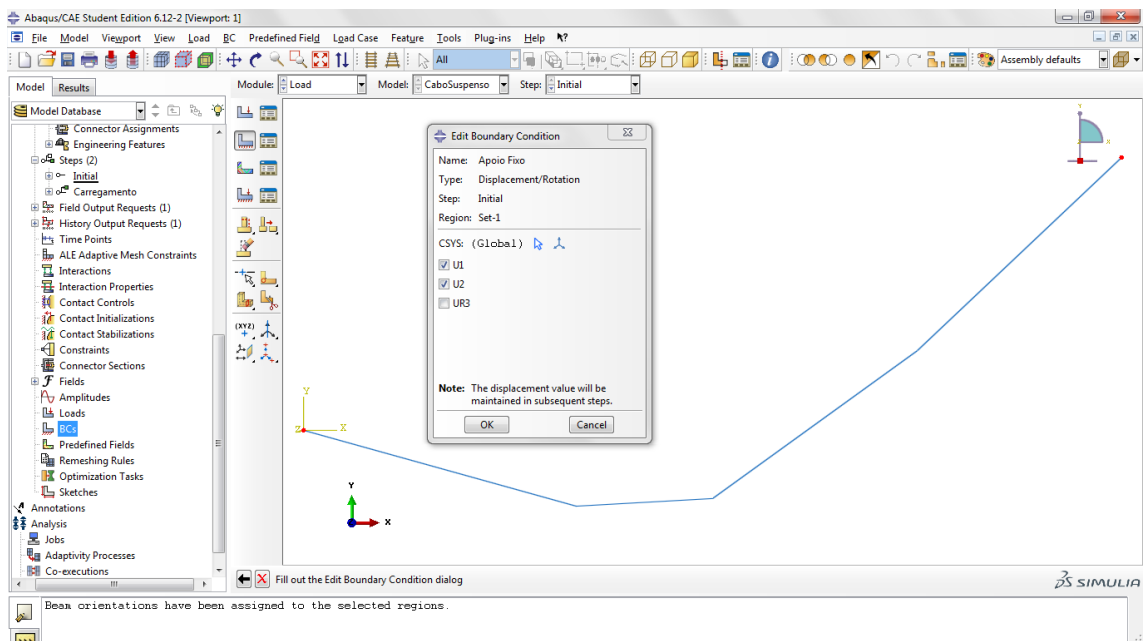 Abaqus/CAE Student Edition 6.12-2 [Viewport: 1]
File Model Viewport View Load BC Predefined Field Load Case Feature Tools Plug-ins Help
All
Assembly defaults
Model Results
Module: Load Model: CaboSuspenso Step: Initial
Model Database
Connector Assignments
Engineering Features
Steps (2)
Initial
Carregamento
Field Output Requests (1)
History Output Requests (1)
Time Points
ALE Adaptive Mesh Constraints
Interactions
Interaction Properties
Contact Controls
Contact Initializations
Contact Stabilizations
Constraints
Connector Sections
Fields
Amplitudes
Loads
BCs
Predefined Fields
Remeshing Rules
Optimization Tasks
Sketches
Annotations
Analysis
Jobs
Adaptivity Processes
Co-executions
(XYZ)
Edit Boundary Condition
Name: Apoio Fixo
Type: Displacement/Rotation
Step: Initial
Region: Set-1
CSYS: (Global)
U1
U2
UR3
Note: The displacement value will be
maintained in subsequent steps.
OK Cancel
Y
X
Y
Z X
Y
X
Fill out the Edit Boundary Condition dialog
SIMULIA
Beam orientations have been assigned to the selected regions.
>>>